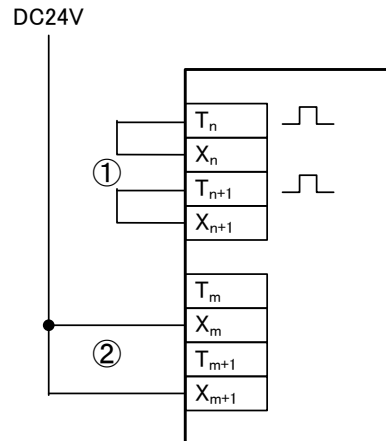 DC24V
Tn
Xn
①
Tn+1
Xn+1
Tm
Xm
②
Tm+1
Xm+1